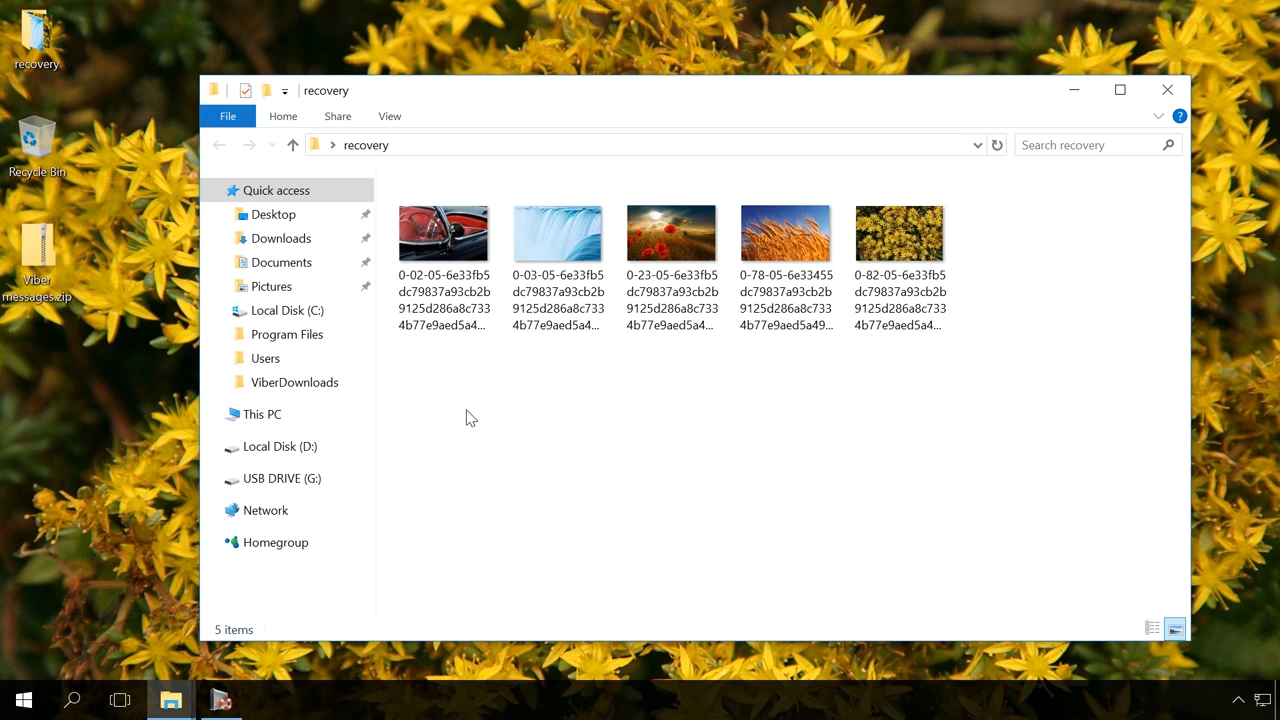 recovery
Recycle Bin
Viber
messages.zip
recovery
File
Home
Share
View
?
recovery
Search recovery
Quick access
Desktop
Downloads
Documents
Pictures
Local Disk (C:)
Program Files
Users
ViberDownloads
This PC
Local Disk (D:)
USB DRIVE (G:)
Network
Homegroup
0-02-05-6e33fb5
dc79837a93cb2b
9125d286a8c733
4b77e9aed5a4...
0-03-05-6e33fb5
dc79837a93cb2b
9125d286a8c733
4b77e9aed5a4...
0-23-05-6e33fb5
dc79837a93cb2b
9125d286a8c733
4b77e9aed5a4...
0-78-05-6e33455
dc79837a93cb2b
9125d286a8c733
4b77e9aed5a49...
0-82-05-6e33fb5
dc79837a93cb2b
9125d286a8c733
4b77e9aed5a4...
5 items